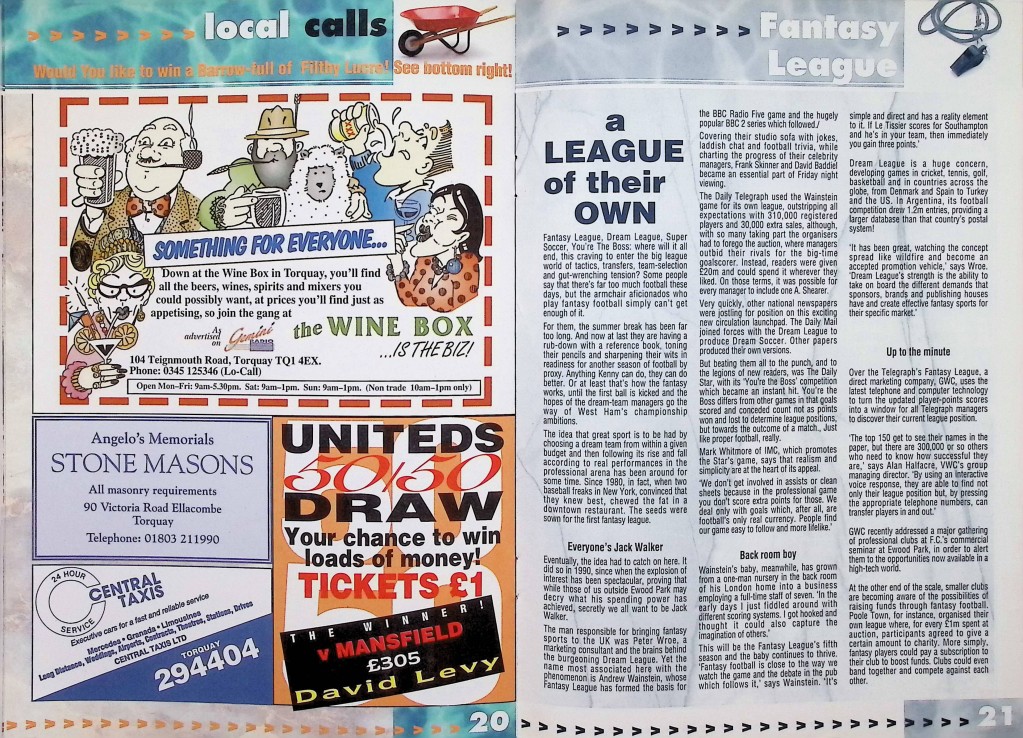 local calls
Would You like to win a Barrow-full of Filthy Lucre! See bottom right!
SOMETHING FOR EVERYONE...
Down at the Wine Box in Torquay, you'll find
all the beers, wines, spirits and mixers you
could possibly want, at prices you'll find just as
appetising, so join the gang at
As
advertised
on
Gemini
RADIO
the WINE BOX
...IS THE BIZ!
104 Teignmouth Road, Torquay TQ1 4EX.
Phone: 0345 125346 (Lo-Call)
Open Mon-Fri: 9am-5.30pm. Sat: 9am-1pm. Sun: 9am-1pm. (Non trade 10am-1pm only)
Angelo's Memorials
STONE MASONS
All masonry requirements
90 Victoria Road Ellacombe
Torquay
Telephone: 01803 211990
24 HOUR
SERVICE
CENTRAL
TAXIS
Executive cars for a fast and reliable service
Mercedes • Grenada • Limousines
Long Distance, Weddings, Airports, Contracts, Theatres, Stations, Drives
CENTRAL TAXIS LTD
TORQUAY
294404
UNITEDS
50/50
DRAW
Your chance to win
loads of money!
TICKETS £1
THE WINNER!
v MANSFIELD
£305
David Levy
20
Fantasy
League
a
LEAGUE
of their
OWN
Fantasy League, Dream League, Super
Soccer, You're The Boss: where will it all
end, this craving to enter the big league
world of tactics, transfers, team-selection
and gut-wrenching tension? Some people
say that there's far too much football these
days, but the armchair aficionados who
play fantasy football simply can't get
enough of it.
For them, the summer break has been far
too long. And now at last they are having a
rub-down with a reference book, toning
their pencils and sharpening their wits in
readiness for another season of football by
proxy. Anything Kenny can do, they can do
better. Or at least that's how the fantasy
works, until the first ball is kicked and the
hopes of the dream-team managers go the
way of West Ham's championship
ambitions.
The idea that great sport is to be had by
choosing a dream team from within a given
budget and then following its rise and fall
according to real performances in the
professional arena has been around for
some time. Since 1980, in fact, when two
baseball freaks in New York, convinced that
they knew best, chewed the fat in a
downtown restaurant. The seeds were
sown for the first fantasy league.
Everyone's Jack Walker
Eventually, the idea had to catch on here. It
did so in 1990, since when the explosion of
interest has been spectacular, proving that
while those of us outside Ewood Park may
decry what his spending power has
achieved, secretly we all want to be Jack
Walker.
The man responsible for bringing fantasy
sports to the UK was Peter Wroe, a
marketing consultant and the brains behind
the burgeoning Dream League. Yet the
name most associated here with the
phenomenon is Andrew Wainstein, whose
Fantasy League has formed the basis for
the BBC Radio Five game and the hugely
popular BBC 2 series which followed./
Covering their studio sofa with jokes,
laddish chat and football trivia, while
charting the progress of their celebrity
managers, Frank Skinner and David Baddiel
became an essential part of Friday night
viewing.
The Daily Telegraph used the Wainstein
game for its own league, outstripping all
expectations with 310,000 registered
players and 30,000 extra sales, although,
with so many taking part the organisers
had to forego the auction, where managers
outbid their rivals for the big-time
goalscorer. Instead, readers were given
£20m and could spend it wherever they
liked. On those terms, it was possible for
every manager to include one A. Shearer.
Very quickly, other national newspapers
were jostling for position on this exciting
new circulation launchpad. The Daily Mail
joined forces with the Dream League to
produce Dream Soccer. Other papers
produced their own versions.
But beating them all to the punch, and to
the legions of new readers, was The Daily
Star, with its 'You're the Boss' competition
which became an instant hit. You're the
Boss differs from other games in that goals
scored and conceded count not as points
won and lost to determine league positions,
but towards the outcome of a match., Just
like proper football, really.
Mark Whitmore of IMC, which promotes
the Star's game, says that realism and
simplicity are at the heart of its appeal.
'We don't get involved in assists or clean
sheets because in the professional game
you don't score extra points for those. We
deal only with goals which, after all, are
football's only real currency. People find
our game easy to follow and more lifelike.'
Back room boy
Wainstein's baby, meanwhile, has grown
from a one-man nursery in the back room
of his London home into a business
employing a full-time staff of seven. 'In the
early days I just fiddled around with
different scoring systems. I got hooked and
thought it could also capture the
imagination of others.'
This will be the Fantasy League's fifth
season and the baby continues to thrive.
'Fantasy football is close to the way we
watch the game and the debate in the pub
which follows it,' says Wainstein. 'It's
simple and direct and has a reality element
to it. If Le Tissier scores for Southampton
and he's in your team, then immediately
you gain three points.'
Dream League is a huge concern,
developing games in cricket, tennis, golf,
basketball and in countries across the
globe, from Denmark and Spain to Turkey
and the US. In Argentina, its football
competition drew 1.2m entries, providing a
larger database than that country's postal
system!
'It has been great, watching the concept
spread like wildfire and become an
accepted promotion vehicle,' says Wroe.
'Dream League's strength is the ability to
take on board the different demands that
sponsors, brands and publishing houses
have and create effective fantasy sports for
their specific market.'
Up to the minute
Over the Telegraph's Fantasy League, a
direct marketing company, GWC, uses the
latest telephone and computer technology
to turn the updated player-points scores
into a window for all Telegraph managers
to discover their current league position.
'The top 150 get to see their names in the
paper, but there are 300,000 or so others
who need to know how successful they
are,' says Alan Halfacre, VWC's group
managing director. 'By using an interactive
voice response, they are able to find not
only their league position but, by pressing
the appropriate telephone numbers, can
transfer players in and out.'
GWC recently addressed a major gathering
of professional clubs at F.C.'s commercial
seminar at Ewood Park, in order to alert
them to the opportunities now available in a
high-tech world.
At the other end of the scale, smaller clubs
are becoming aware of the possibilities of
raising funds through fantasy football.
Poole Town, for instance, organised their
own league where, for every £1m spent at
auction, participants agreed to give a
certain amount to charity. More simply,
fantasy players could pay a subscription to
their club to boost funds. Clubs could even
band together and compete against each
other.
21